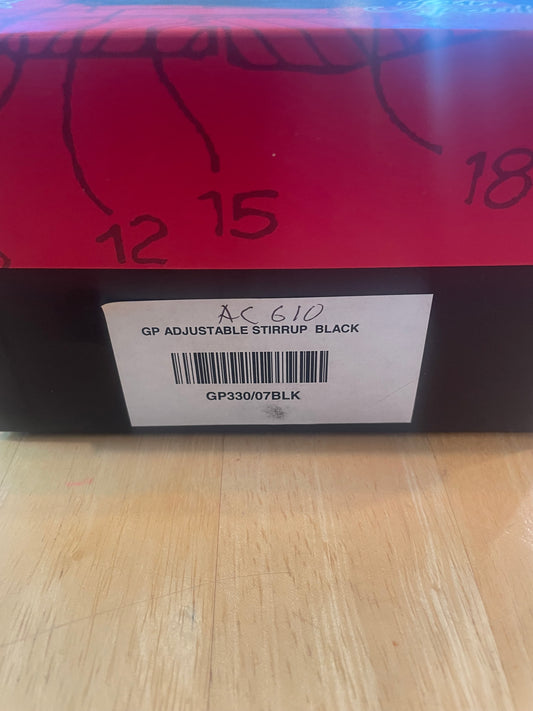 15
18
12
AC 610
GP ADJUSTABLE STIRRUP BLACK
GP330/07BLK